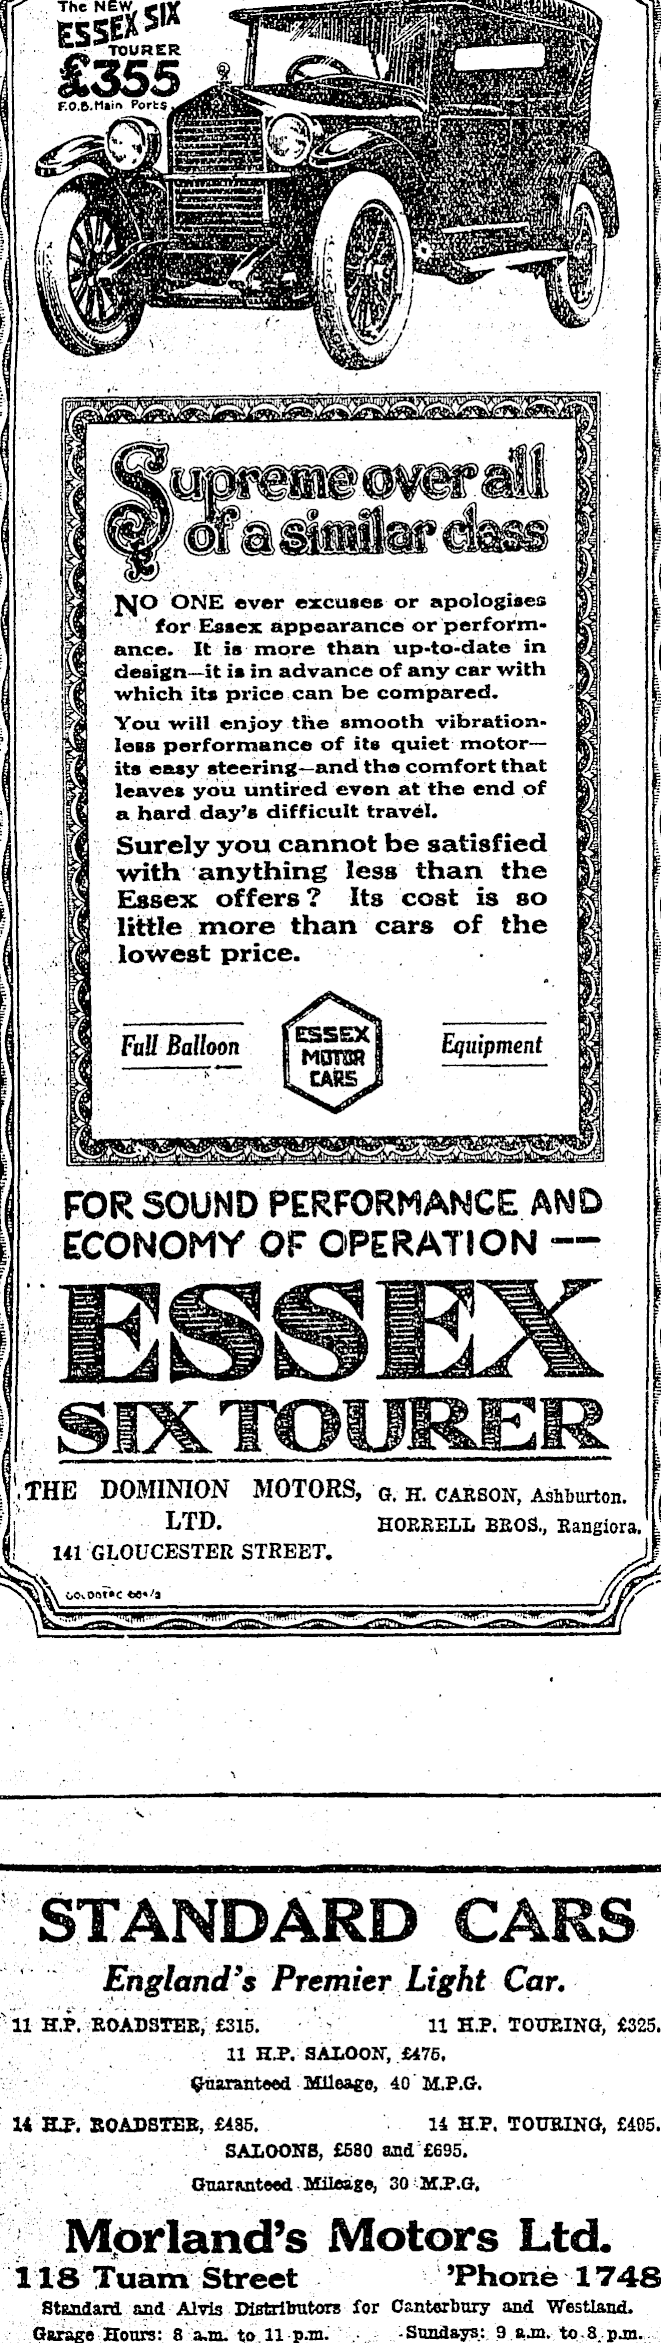 The NEW
ESSEX SIX
TOURER
£355
F.O.B. Main Ports
Supreme over all
of a similar class
NO ONE ever excuses or apologises
for Essex appearance or perform-
ance. It is more than up-to-date in
design—it is in advance of any car with
which its price can be compared.
You will enjoy the smooth vibration-
less performance of its quiet motor—
its easy steering—and the comfort that
leaves you untired even at the end of
a hard day's difficult travel.
Surely you cannot be satisfied
with anything less than the
Essex offers? Its cost is so
little more than cars of the
lowest price.
Full Balloon
ESSEX
MOTOR
CARS
Equipment
FOR SOUND PERFORMANCE AND
ECONOMY OF OPERATION —
ESSEX
SIX TOURER
THE DOMINION MOTORS,
LTD.
141 GLOUCESTER STREET.
G. H. CARSON, Ashburton.
HORRELL BROS., Rangiora.
STANDARD CARS
England's Premier Light Car.
11 H.P. ROADSTER, £315. 11 H.P. TOURING, £325.
11 H.P. SALOON, £475.
Guaranteed Mileage, 40 M.P.G.
14 H.P. ROADSTER, £485. 14 H.P. TOURING, £495.
SALOONS, £580 and £695.
Guaranteed Mileage, 30 M.P.G.
Morland's Motors Ltd.
118 Tuam Street 'Phone 1748
Standard and Alvis Distributors for Canterbury and Westland.
Garage Hours: 8 a.m. to 11 p.m. Sundays: 9 a.m. to 8 p.m.